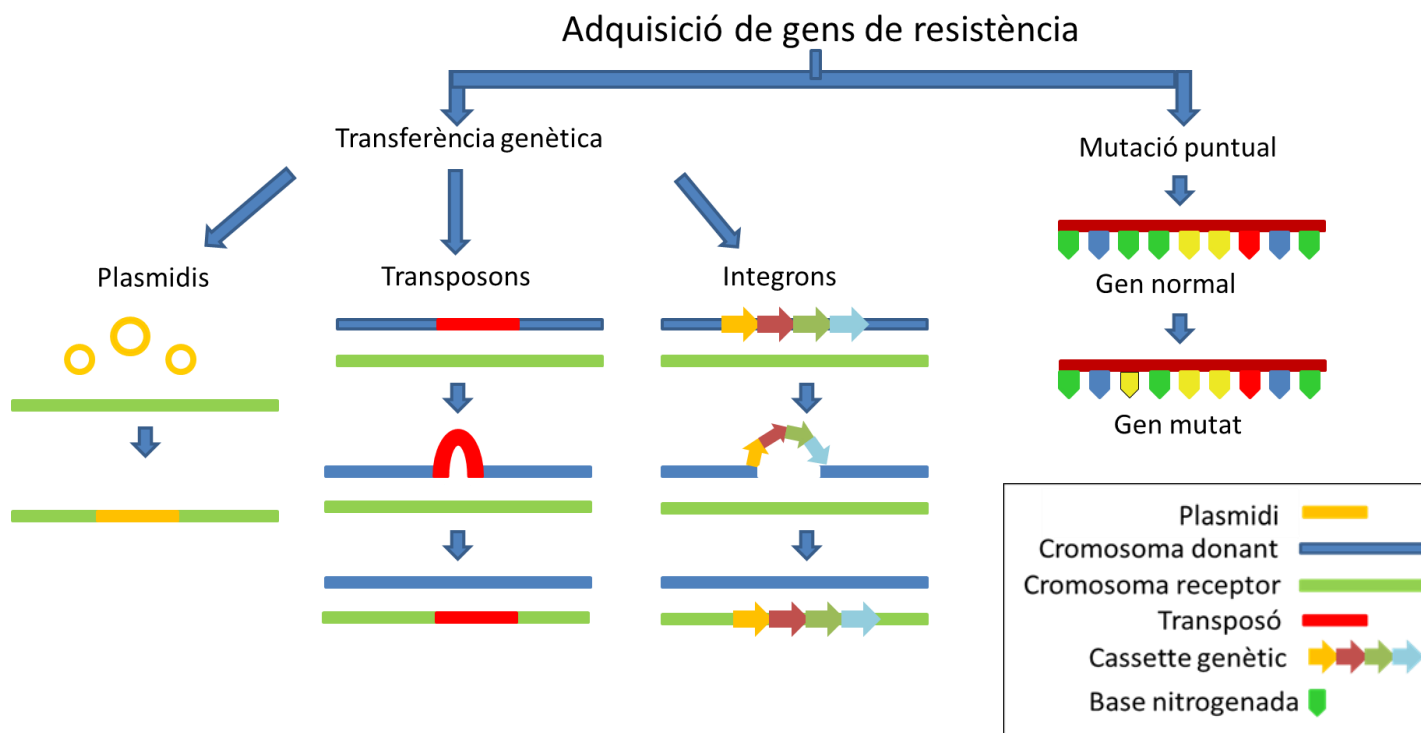 Adquisició de gens de resistència
Transferència genètica
Mutació puntual
Plasmidis
Transposons
Integrons
Gen normal
Gen mutat
Plasmidi
Cromosoma donant
Cromosoma receptor
Transposó
Cassette genètic
Base nitrogenada